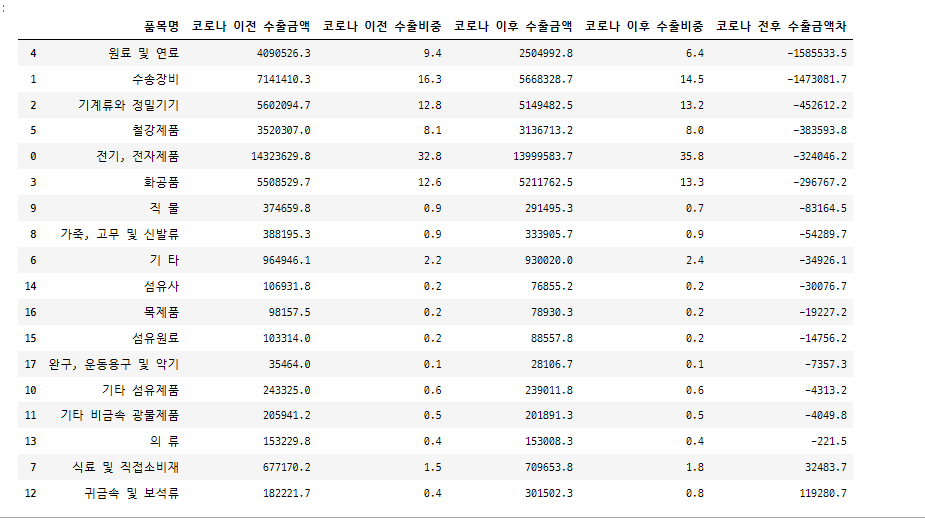 :
품목명 코로나 이전 수출금액 코로나 이전 수출비중 코로나 이후 수출금액 코로나 이후 수출비중 코로나 전후 수출금액차
4 원료 및 연료 4090526.3 9.4 2504992.8 6.4 -1585533.5
1 수송장비 7141410.3 16.3 5668328.7 14.5 -1473081.7
2 기계류와 정밀기기 5602094.7 12.8 5149482.5 13.2 -452612.2
5 철강제품 3520307.0 8.1 3136713.2 8.0 -383593.8
0 전기, 전자제품 14323629.8 32.8 13999583.7 35.8 -324046.2
3 화공품 5508529.7 12.6 5211762.5 13.3 -296767.2
9 직 물 374659.8 0.9 291495.3 0.7 -83164.5
8 가죽, 고무 및 신발류 388195.3 0.9 333905.7 0.9 -54289.7
6 기 타 964946.1 2.2 930020.0 2.4 -34926.1
14 섬유사 106931.8 0.2 76855.2 0.2 -30076.7
16 목제품 98157.5 0.2 78930.3 0.2 -19227.2
15 섬유원료 103314.0 0.2 88557.8 0.2 -14756.2
17 완구, 운동용구 및 악기 35464.0 0.1 28106.7 0.1 -7357.3
10 기타 섬유제품 243325.0 0.6 239011.8 0.6 -4313.2
11 기타 비금속 광물제품 205941.2 0.5 201891.3 0.5 -4049.8
13 의 류 153229.8 0.4 153008.3 0.4 -221.5
7 식료 및 직접소비재 677170.2 1.5 709653.8 1.8 32483.7
12 귀금속 및 보석류 182221.7 0.4 301502.3 0.8 119280.7